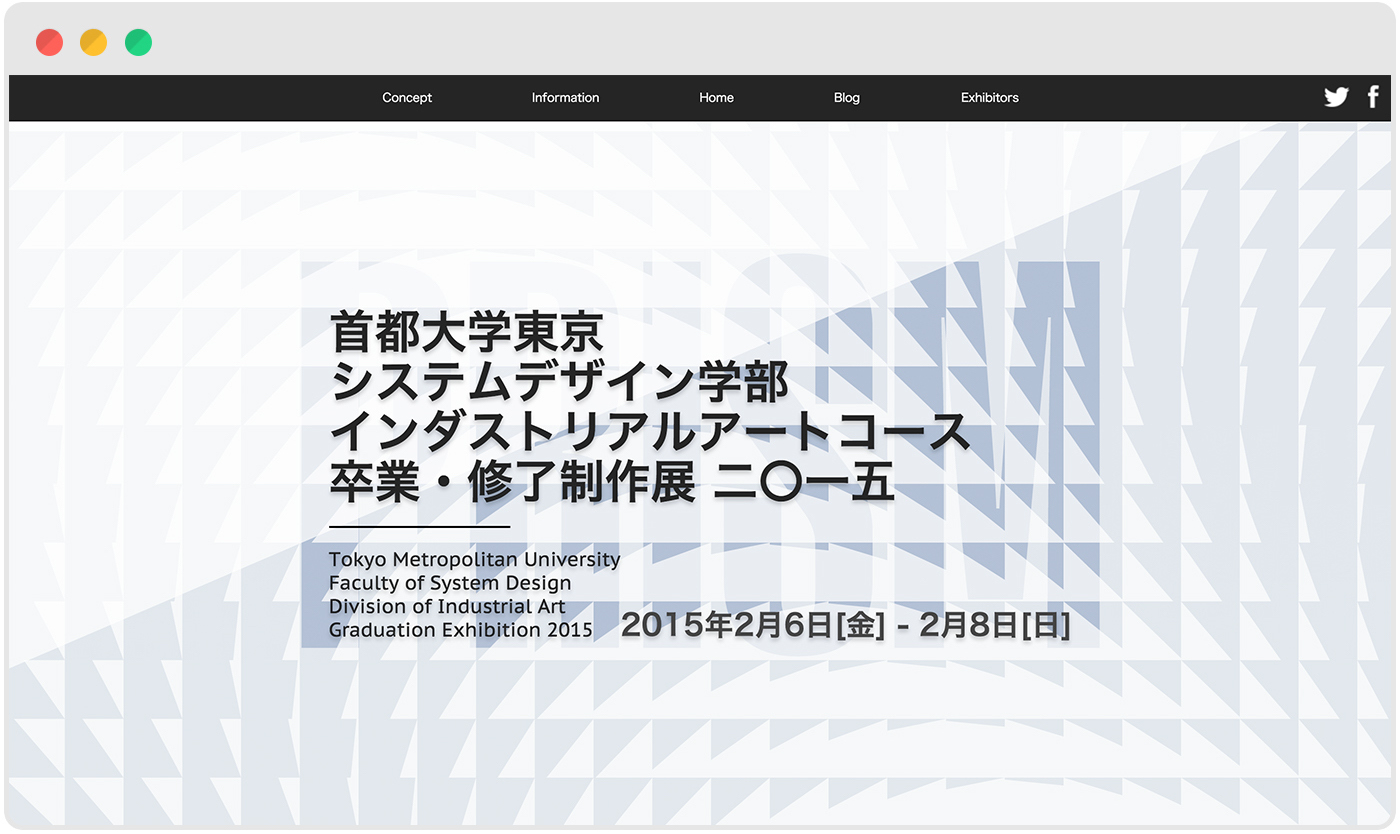 Concept Information Home Blog Exhibitors
首都大学東京
システムデザイン学部
インダストリアルアートコース
卒業・修了制作展 二〇一五
Tokyo Metropolitan University
Faculty of System Design
Division of Industrial Art
Graduation Exhibition 2015
2015年2月6日[金] - 2月8日[日]